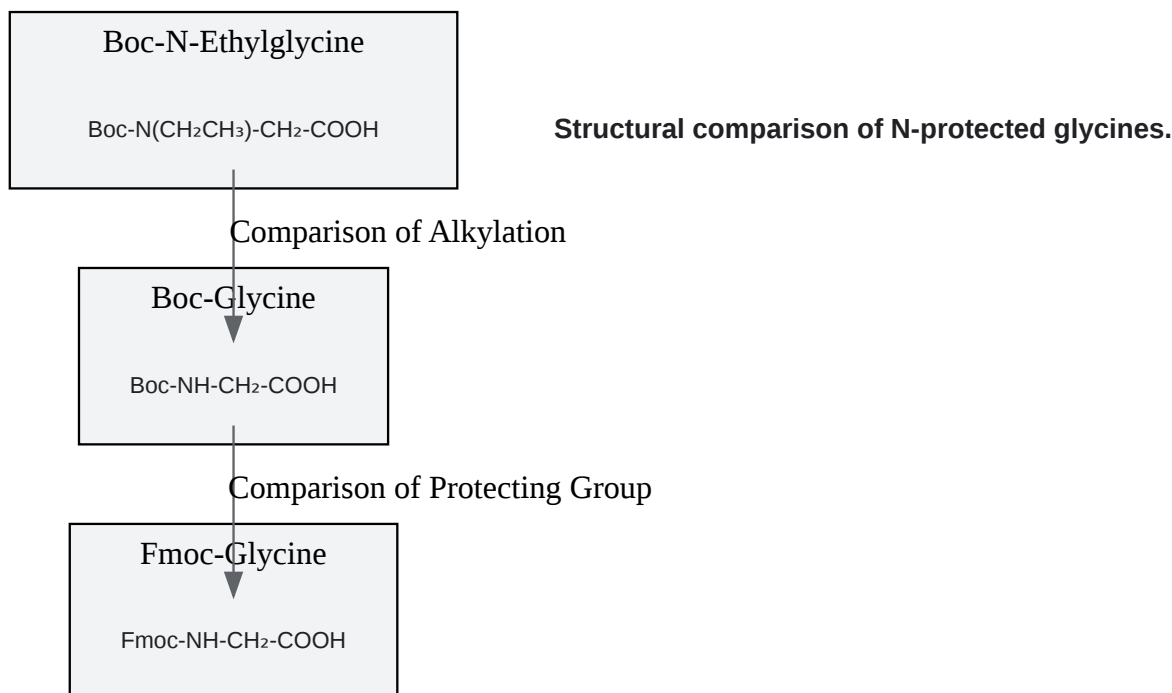 Boc-N-Ethylglycine
Boc-N(CH₂CH₃)-CH₂-COOH
Structural comparison of N-protected glycines.
Comparison of Alkylation
Boc-Glycine
Boc-NH-CH₂-COOH
Comparison of Protecting Group
Fmoc-Glycine
Fmoc-NH-CH₂-COOH